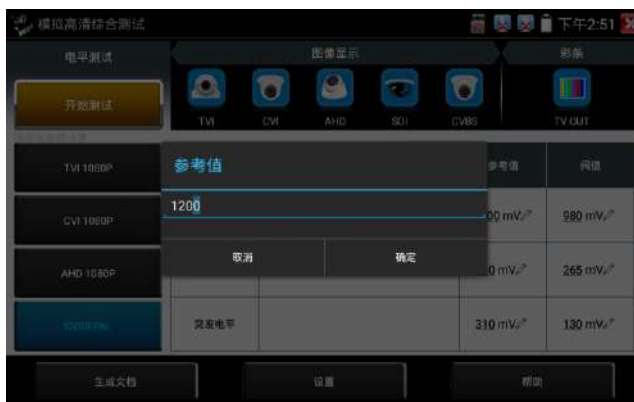 模拟高清综合测试
下午2:51
电平测试
图像显示
彩条
开始测试
TVI
CVI
AHD
SDI
CVBS
TV OUT
参考值
阀值
TVI 1080P
参考值
1200
CVI 1080P
980 mV
取消
确定
AHD 1080P
265 mV
突发电平
310 mV
130 mV
生成文档
设置
帮助